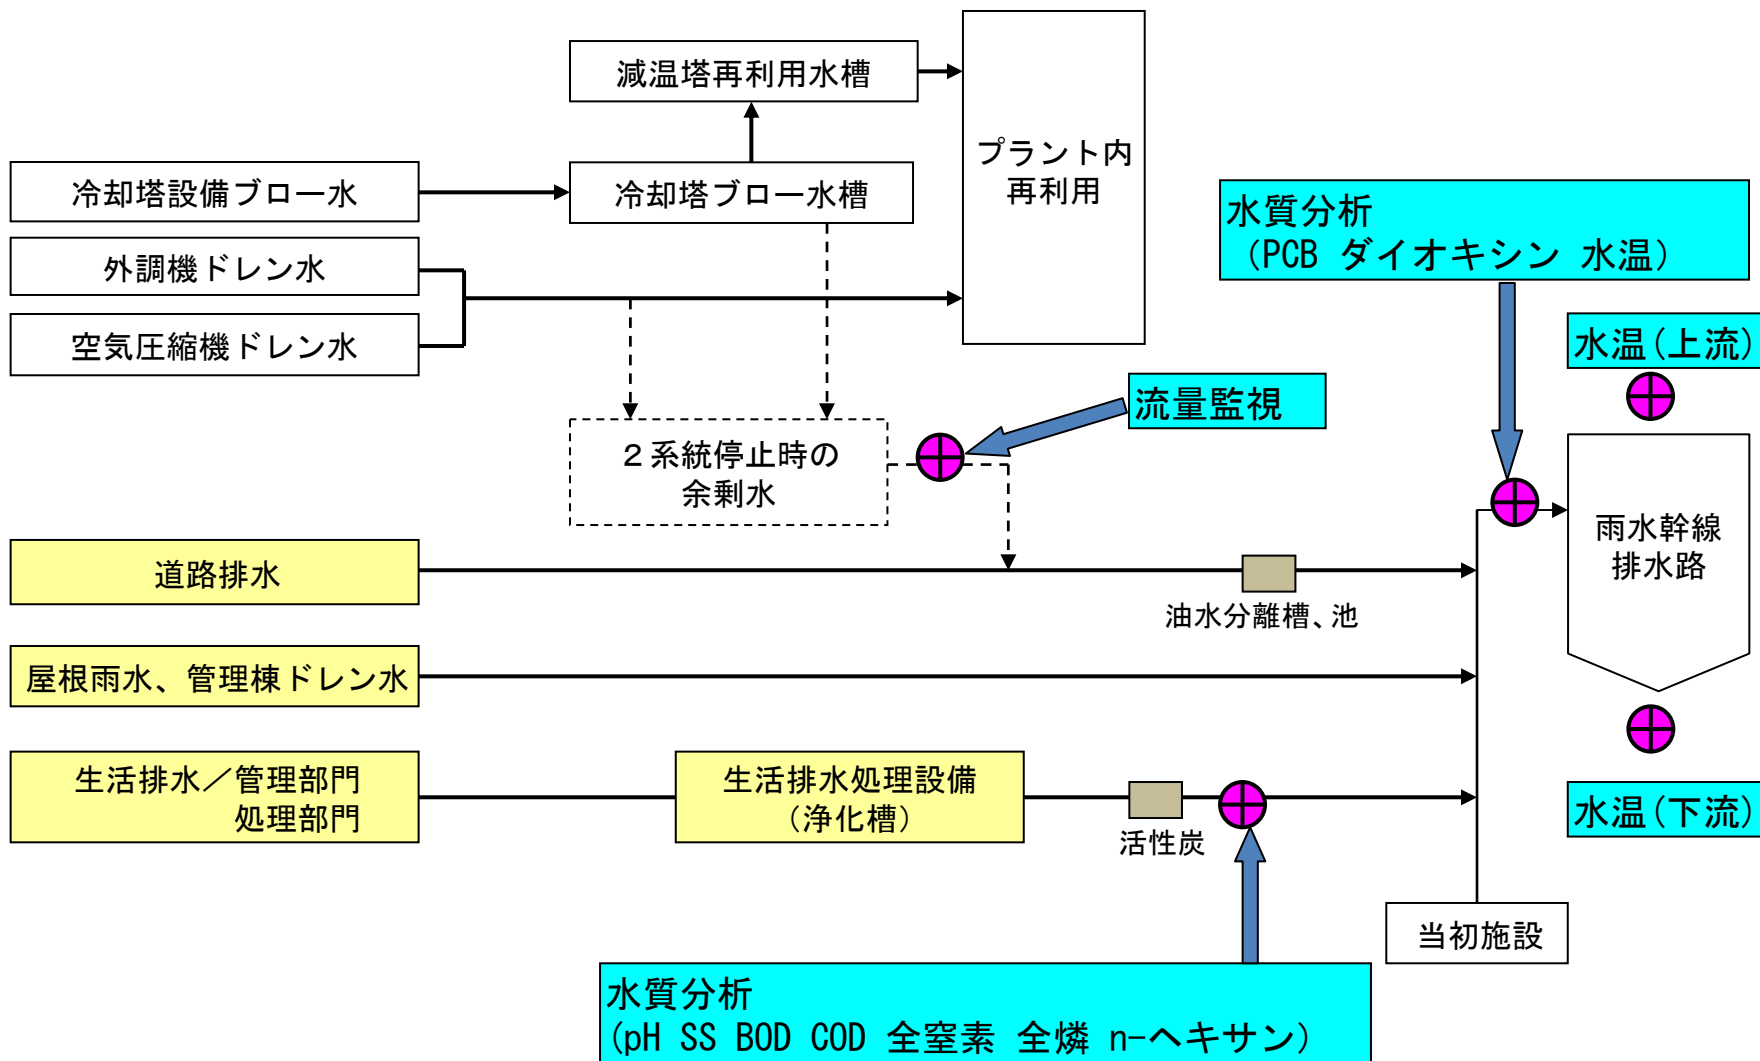 減温塔再利用水槽
プラント内
再利用
冷却塔設備ブロー水
冷却塔ブロー水槽
水質分析
（PCB ダイオキシン 水温）
外調機ドレン水
空気圧縮機ドレン水
水温(上流)
流量監視
２系統停止時の
余剰水
雨水幹線
排水路
道路排水
油水分離槽、池
屋根雨水、管理棟ドレン水
生活排水／管理部門
処理部門
生活排水処理設備
（浄化槽）
活性炭
水温(下流)
当初施設
水質分析
(pH SS BOD COD 全窒素 全燐 n-ヘキサン）